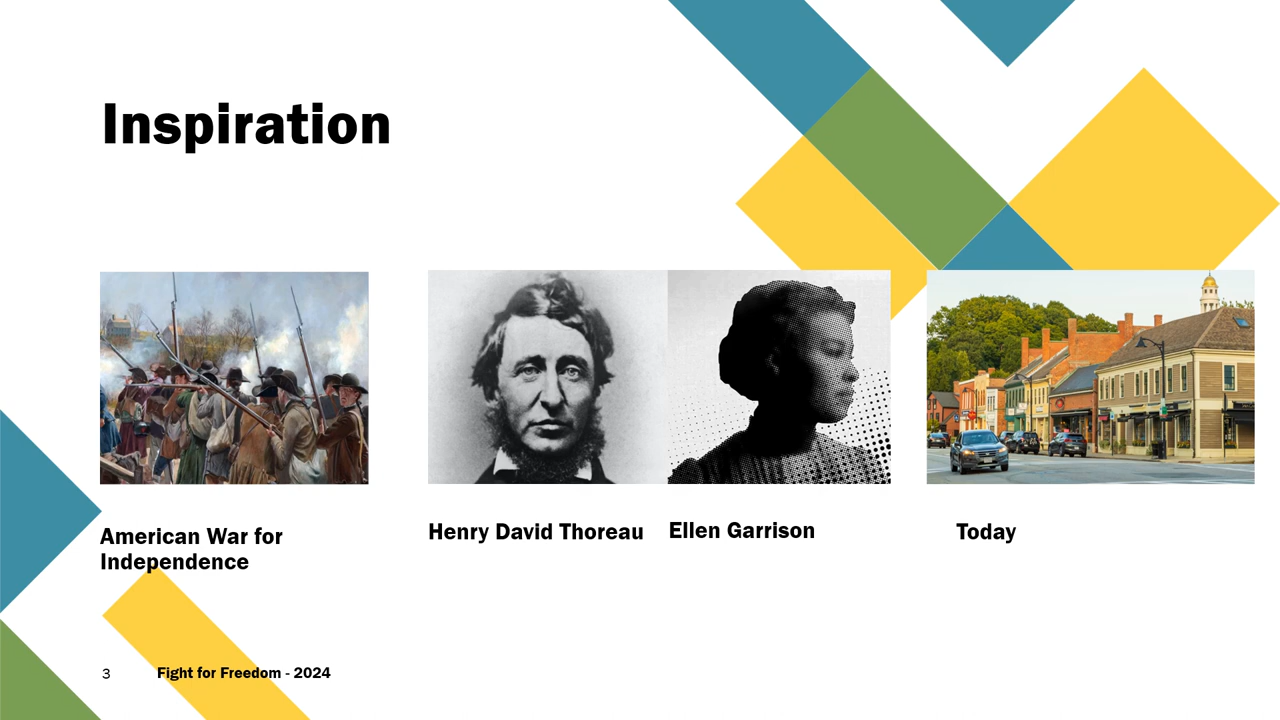 Inspiration
American War for
Independence
Henry David Thoreau
Ellen Garrison
Today
3
Fight for Freedom - 2024